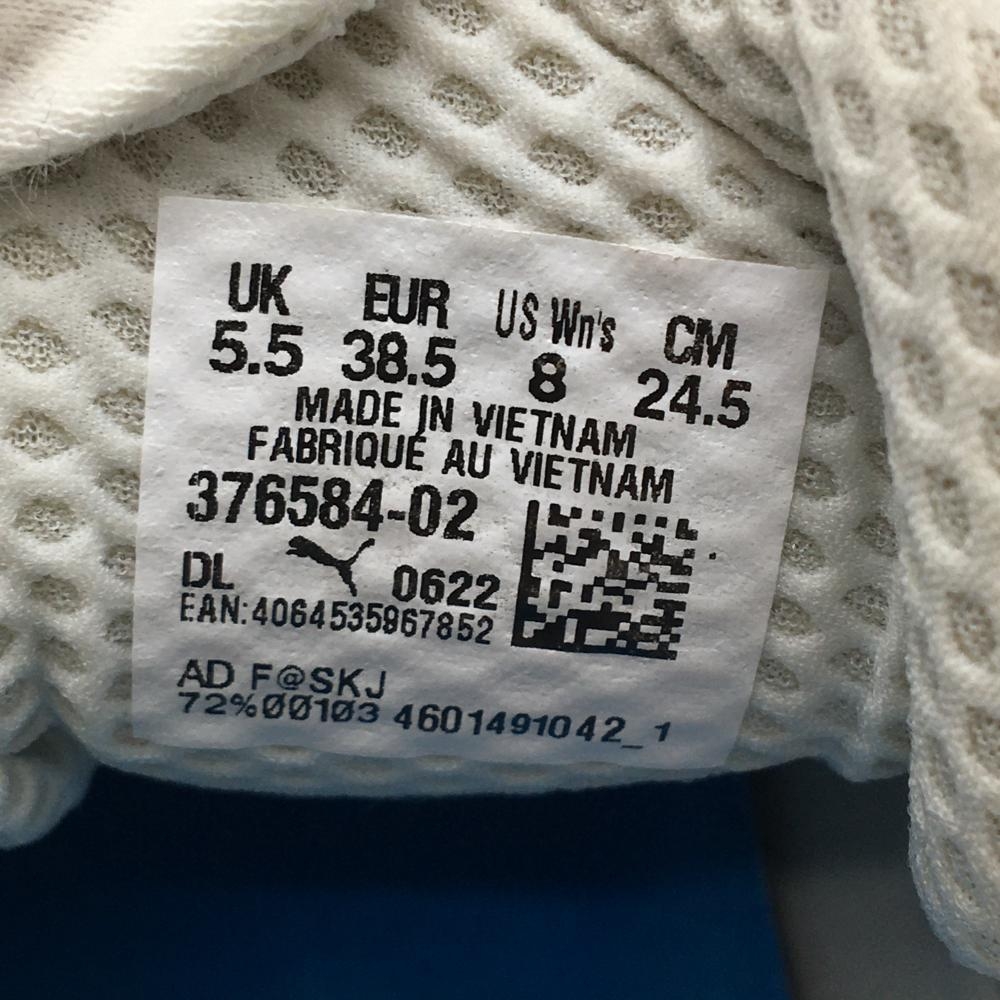 UK EUR US Wn's CM
5.5 38.5 8 24.5
MADE IN VIETNAM
FABRIQUÉ AU VIETNAM
376584-02
DL 0622
EAN:4064535967852
AD F@SKJ
72%00103 4601491042_1